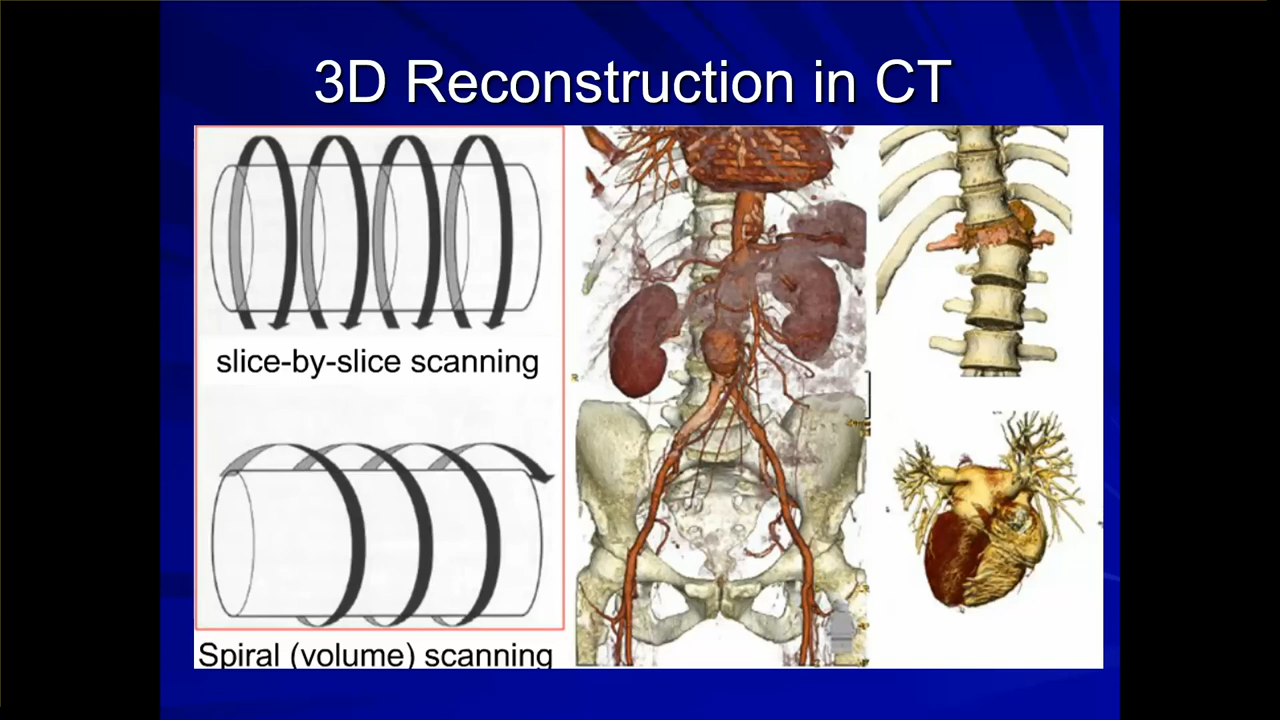 3D Reconstruction in CT
slice-by-slice scanning
Spiral (volume) scanning
R